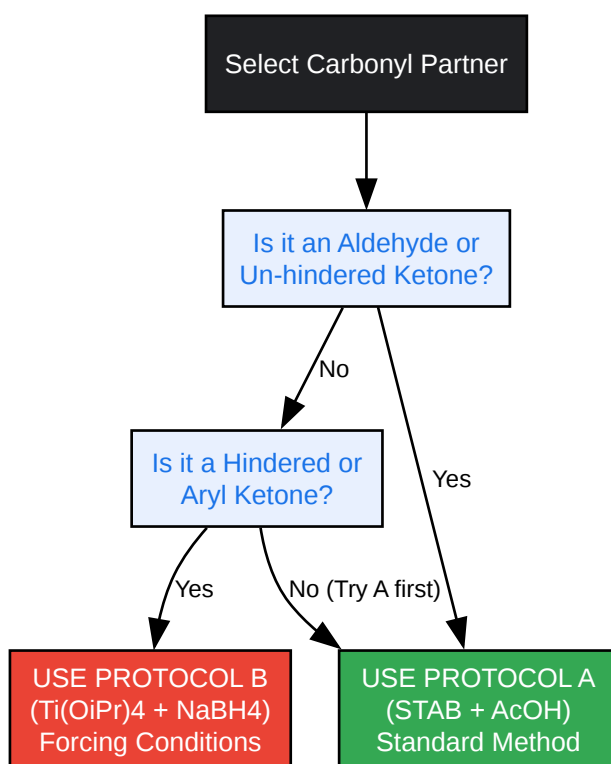 Select Carbonyl Partner
Is it an Aldehyde or
Un-hindered Ketone?
No
Is it a Hindered or
Aryl Ketone?
Yes
Yes
No (Try A first)
USE PROTOCOL B
(Ti(OiPr)4 + NaBH4)
Forcing Conditions
USE PROTOCOL A
(STAB + AcOH)
Standard Method